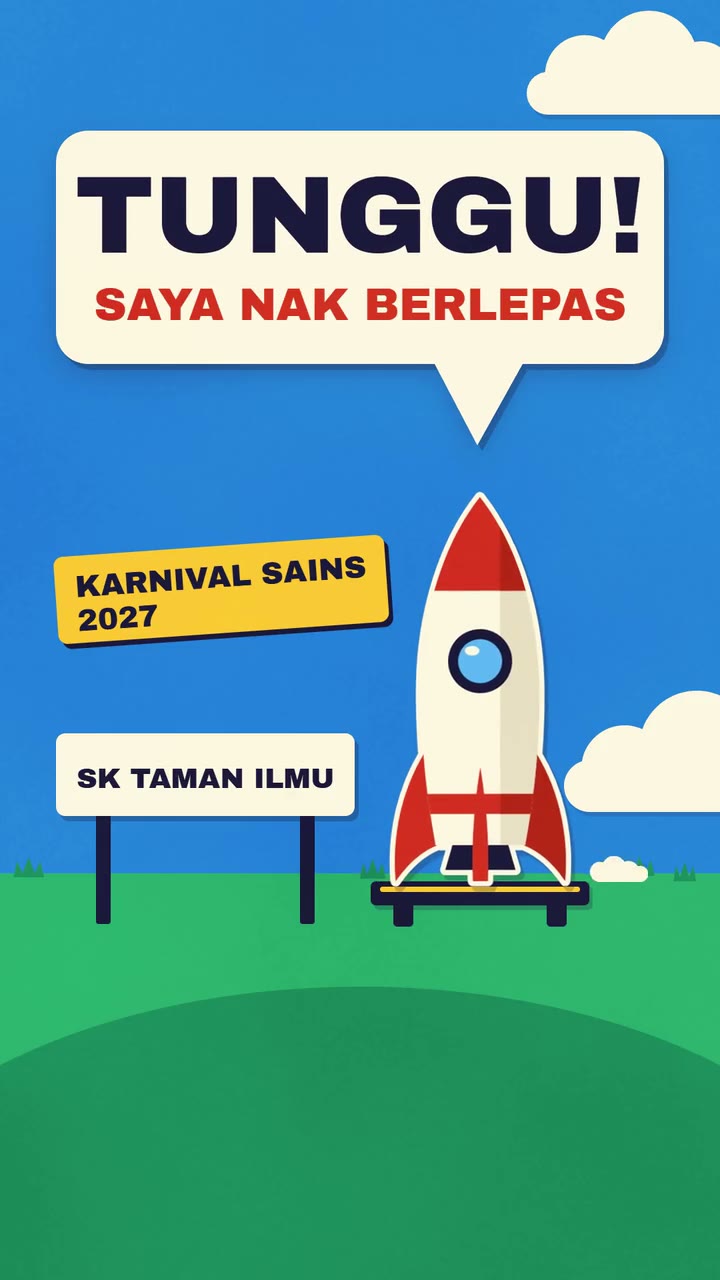 TUNGGU!
SAYA NAK BERLEPAS
KARNIVAL SAINS
2027
SK TAMAN ILMU